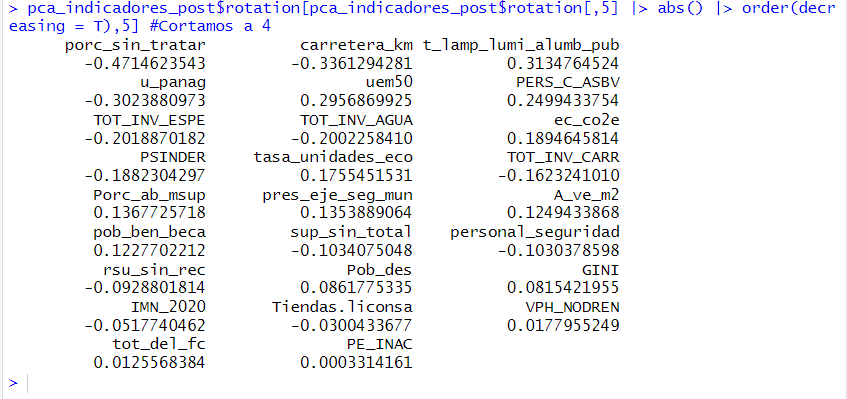 > pca_indicadores_post$rotation[pca_indicadores_post$rotation[,5] |> abs() |> order(decr
easing = T),5] #Cortamos a 4
porc_sin_tratar carretera_km t_lamp_lumi_alumb_pub
-0.4714623543 -0.3361294281 0.3134764524
u_panag uem50 PERS_C_ASBV
-0.3023880973 0.2956869925 0.2499433754
TOT_INV_ESPE TOT_INV_AGUA ec_co2e
-0.2018870182 -0.2002258410 0.1894645814
PSINDER tasa_unidades_eco TOT_INV_CARR
-0.1882304297 0.1755451531 -0.1623241010
Porc_ab_msup pres_eje_seg_mun A_ve_m2
0.1367725718 0.1353889064 0.1249433868
pob_ben_beca sup_sin_total personal_seguridad
0.1227702212 -0.1034075048 -0.1030378598
rsu_sin_rec Pob_des GINI
-0.0928801814 0.0861775335 0.0815421955
IMN_2020 Tiendas.liconsa VPH_NODREN
-0.0517740462 -0.0300433677 0.0177955249
tot_del_fc PE_INAC
0.0125568384 0.0003314161
>